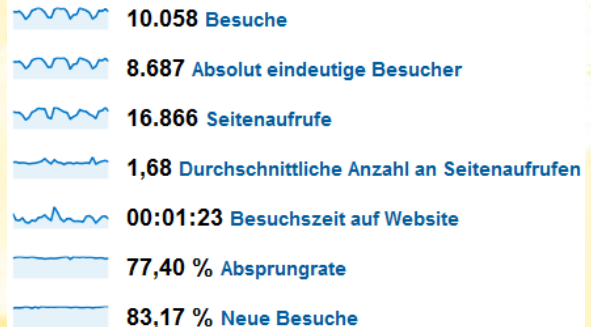 10.058 Besuche
8.687 Absolut eindeutige Besucher
16.866 Seitenaufrufe
1,68 Durchschnittliche Anzahl an Seitenaufrufen
00:01:23 Besuchszeit auf Website
77,40 % Absprungrate
83,17 % Neue Besuche